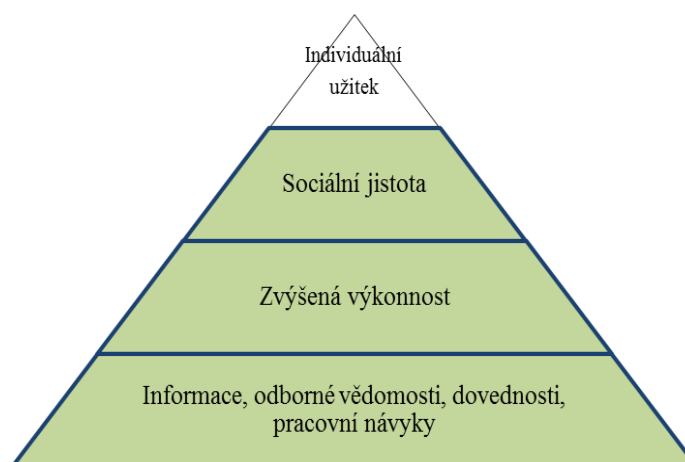 Individuální
užitek
Sociální jistota
Zvýšená výkonnost
Informace, odborné vědomosti, dovednosti,
pracovní návyky